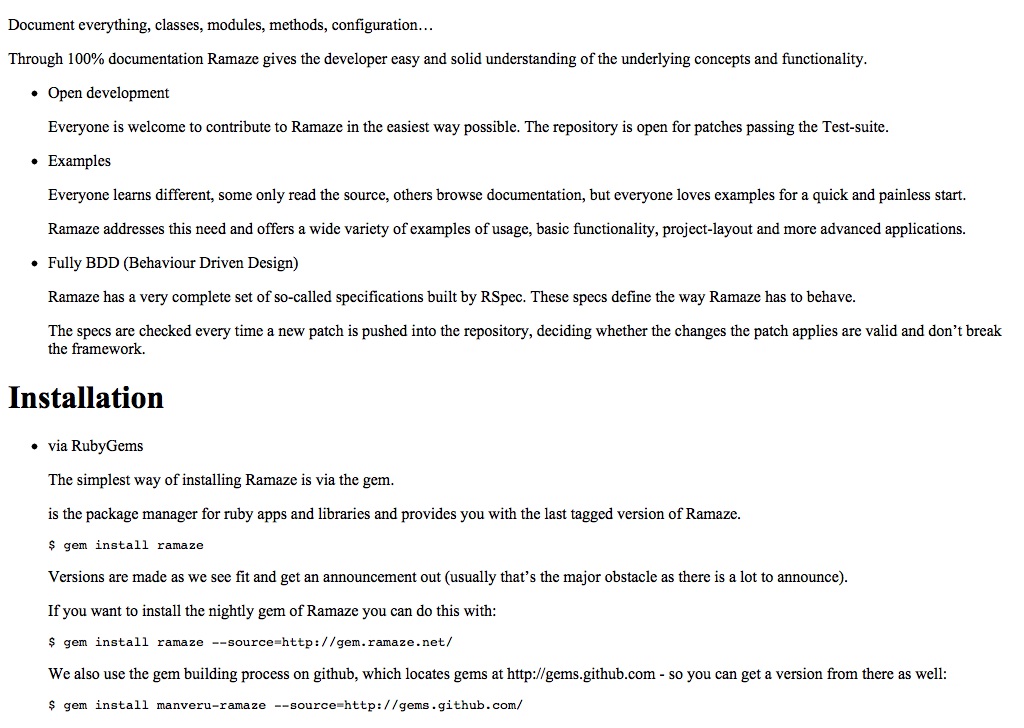 Document everything, classes, modules, methods, configuration…
Through 100% documentation Ramaze gives the developer easy and solid understanding of the underlying concepts and functionality.
• Open development
Everyone is welcome to contribute to Ramaze in the easiest way possible. The repository is open for patches passing the Test-suite.
• Examples
Everyone learns different, some only read the source, others browse documentation, but everyone loves examples for a quick and painless start.
Ramaze addresses this need and offers a wide variety of examples of usage, basic functionality, project-layout and more advanced applications.
• Fully BDD (Behaviour Driven Design)
Ramaze has a very complete set of so-called specifications built by RSpec. These specs define the way Ramaze has to behave.
The specs are checked every time a new patch is pushed into the repository, deciding whether the changes the patch applies are valid and don’t break
the framework.
Installation
• via RubyGems
The simplest way of installing Ramaze is via the gem.
is the package manager for ruby apps and libraries and provides you with the last tagged version of Ramaze.
$ gem install ramaze
Versions are made as we see fit and get an announcement out (usually that’s the major obstacle as there is a lot to announce).
If you want to install the nightly gem of Ramaze you can do this with:
$ gem install ramaze --source=http://gem.ramaze.net/
We also use the gem building process on github, which locates gems at http://gems.github.com - so you can get a version from there as well:
$ gem install manveru-ramaze --source=http://gems.github.com/